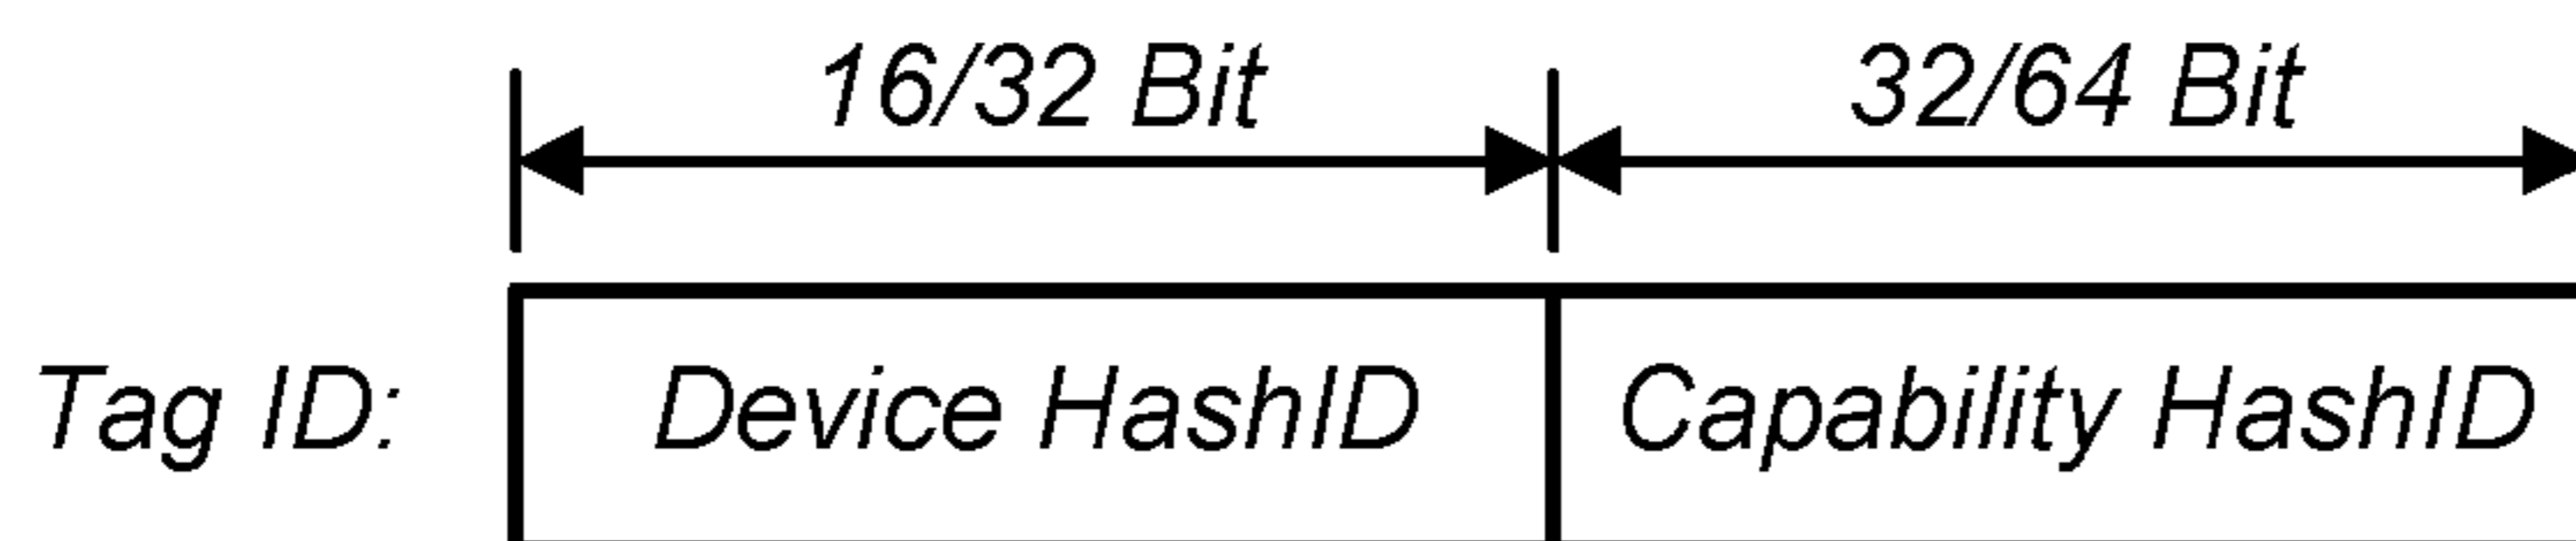 16/32 Bit 32/64 Bit
Tag ID: Device HashID Capability HashID